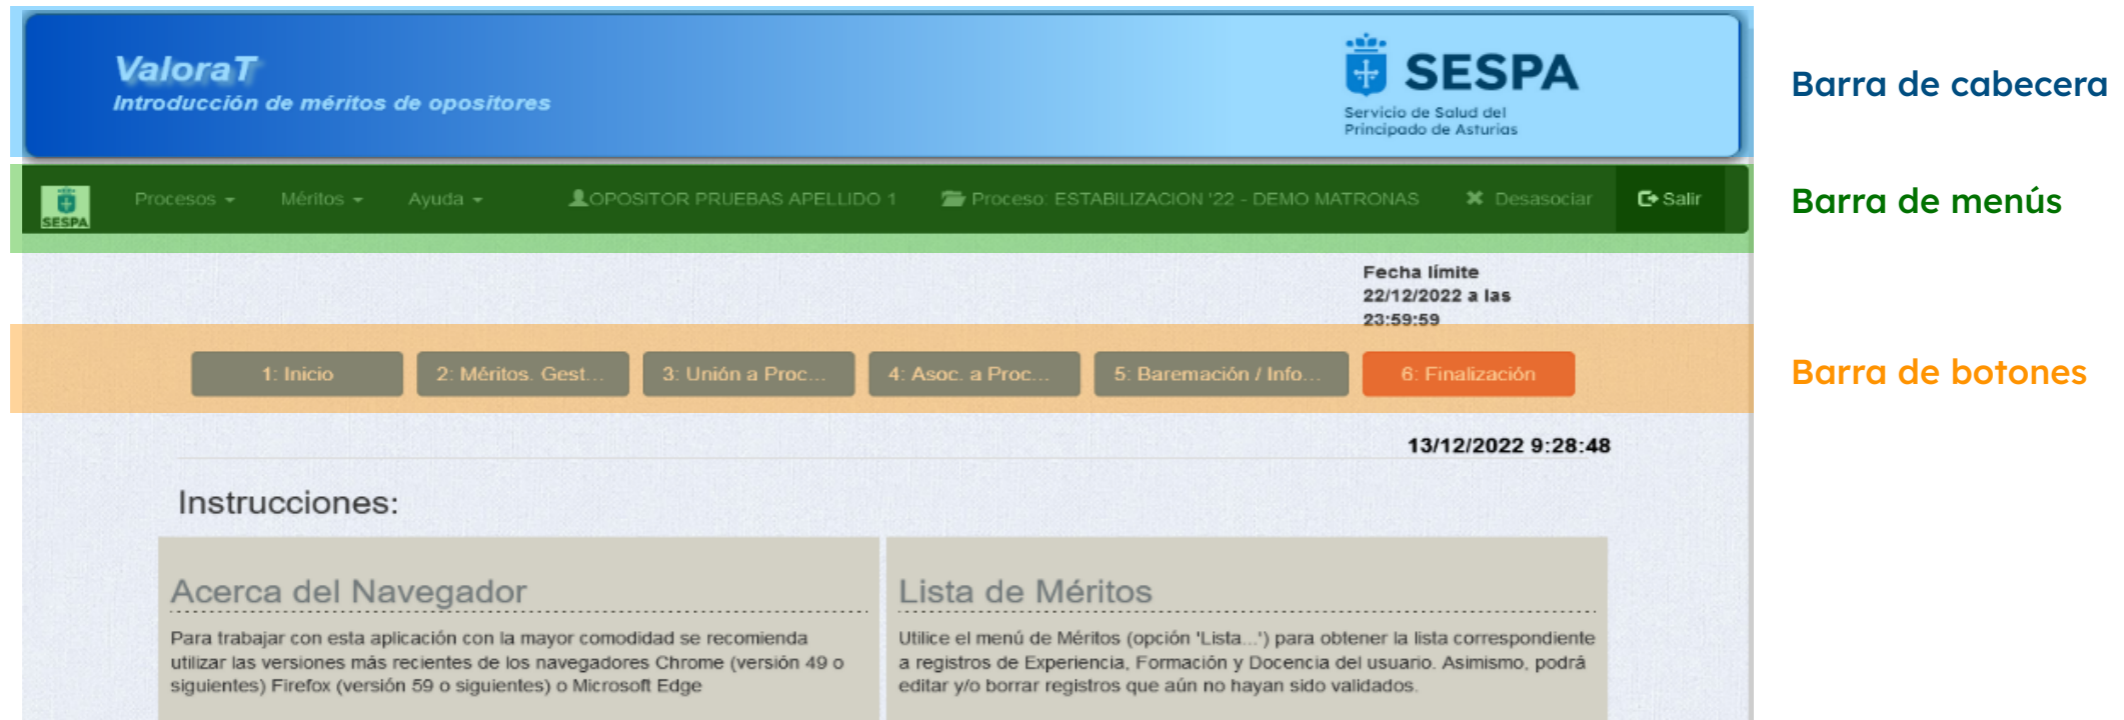 ValoraT
Introducción de méritos de opositores
SESPA
Servicio de Salud del
Principado de Asturias
Barra de cabecera
SESPA
Procesos
Méritos
Ayuda
OPOSITOR PRUEBAS APELLIDO 1
Proceso: ESTABILIZACION '22 - DEMO MATRONAS
Desasociar
Salir
Barra de menús
Fecha límite
22/12/2022 a las
23:59:59
1: Inicio
2: Méritos. Gest...
3: Unión a Proc...
4: Asoc. a Proc...
5: Baremación / Info...
6: Finalización
Barra de botones
13/12/2022 9:28:48
Instrucciones:
Acerca del Navegador
Para trabajar con esta aplicación con la mayor comodidad se recomienda
utilizar las versiones más recientes de los navegadores Chrome (versión 49 o
siguientes) Firefox (versión 59 o siguientes) o Microsoft Edge
Lista de Méritos
Utilice el menú de Méritos (opción 'Lista...') para obtener la lista correspondiente
a registros de Experiencia, Formación y Docencia del usuario. Asimismo, podrá
editar y/o borrar registros que aún no hayan sido validados.